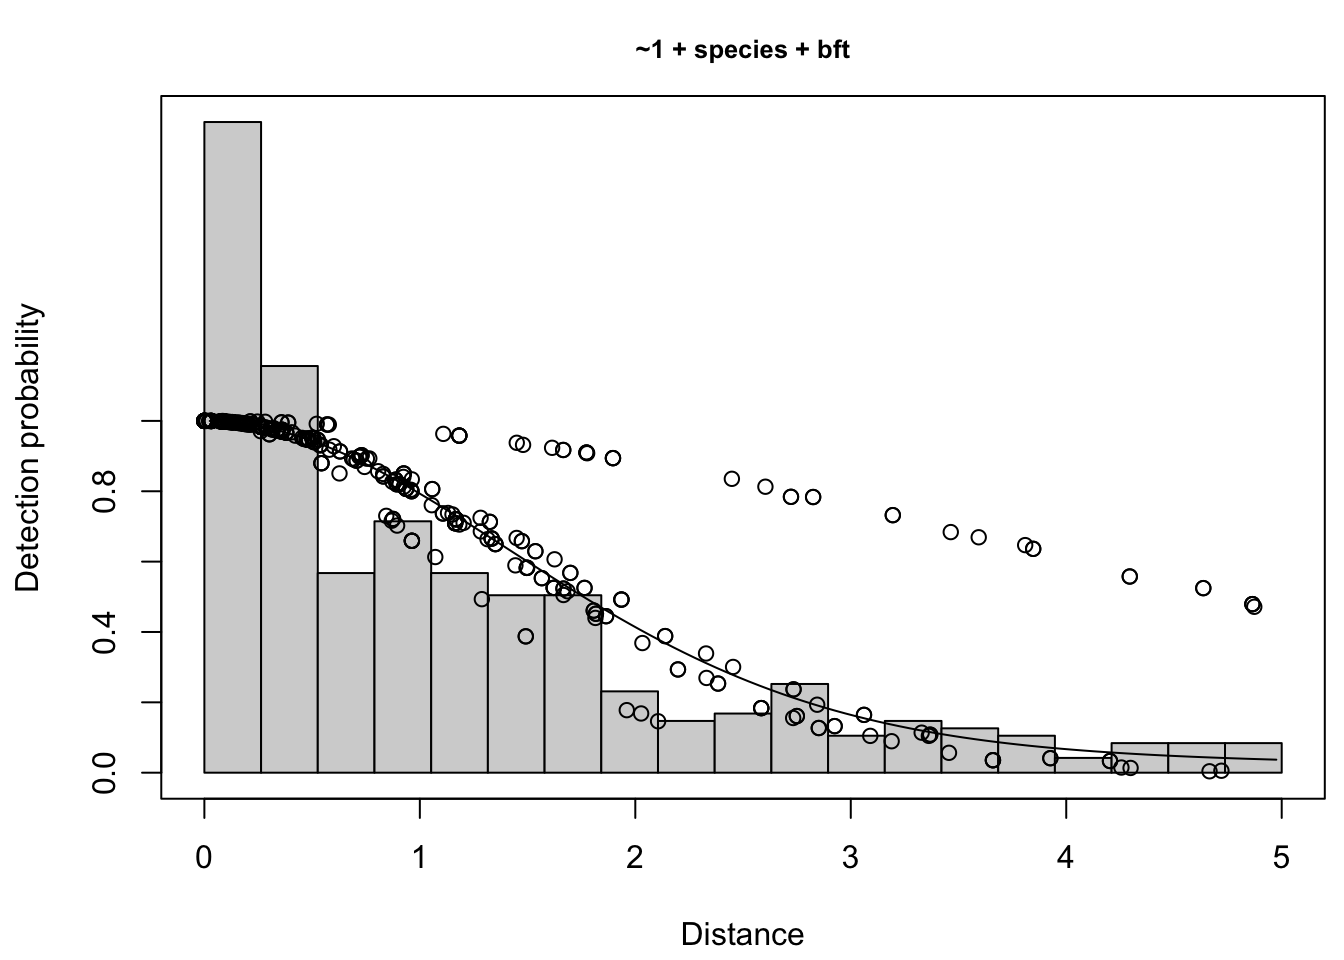 ~1 + species + bft
Detection probability
0.8
0.4
0.0
0 1 2 3 4 5
Distance